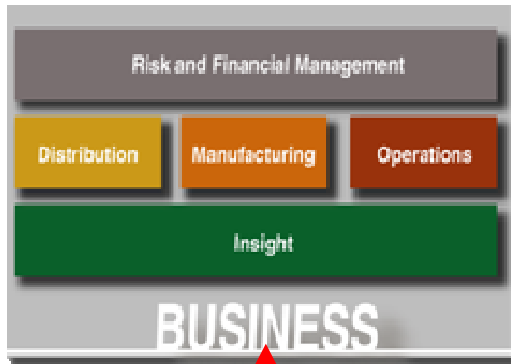 Risk and Financial Management
Distribution Manufacturing Operations
Insight
BUSINESS